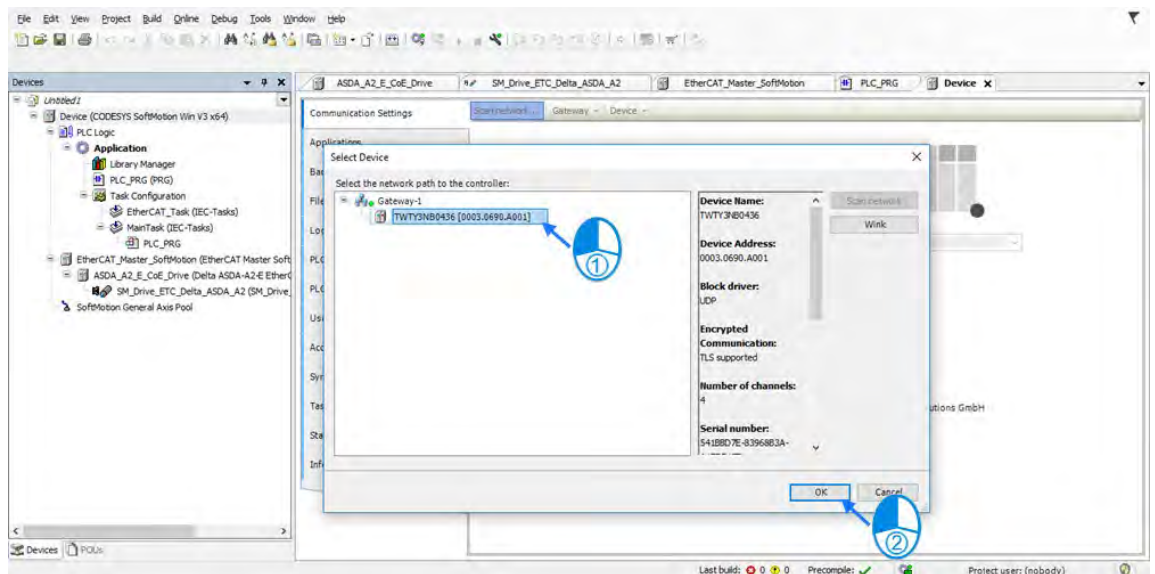 File Edit View Project Build Online Debug Tools Window Help
Devices
ASDA_A2_E_CoE_Drive
SM_Drive_ETC_Delta_ASDA_A2
EtherCAT_Master_SoftMotion
PLC_PRG
Device
Untitled1
Device (CODESYS SoftMotion Win V3 x64)
PLC Logic
Application
Library Manager
PLC_PRG (PRG)
Task Configuration
EtherCAT_Task (IEC-Tasks)
MainTask (IEC-Tasks)
PLC_PRG
EtherCAT_Master_SoftMotion (EtherCAT Master Soft
ASDA_A2_E_CoE_Drive (Delta ASDA-A2-E EtherC
SM_Drive_ETC_Delta_ASDA_A2 (SM_Drive_
SoftMotion General Axis Pool
Communication Settings
Scan network... Gateway Device
Applications
Select Device
Select the network path to the controller:
Gateway-1
TWTY3NB0436 [0003.0690.A001]
Device Name:
TWTY3NB0436
Device Address:
0003.0690.A001
Block driver:
UDP
Encrypted
Communication:
TLS supported
Number of channels:
4
Serial number:
541BBD7E-83968B3A-
Scan network
Wink
1
OK
Cancel
2
utions GmbH
Devices
POUs
Last build: 0 0 Precompile:
Project user: (nobody)